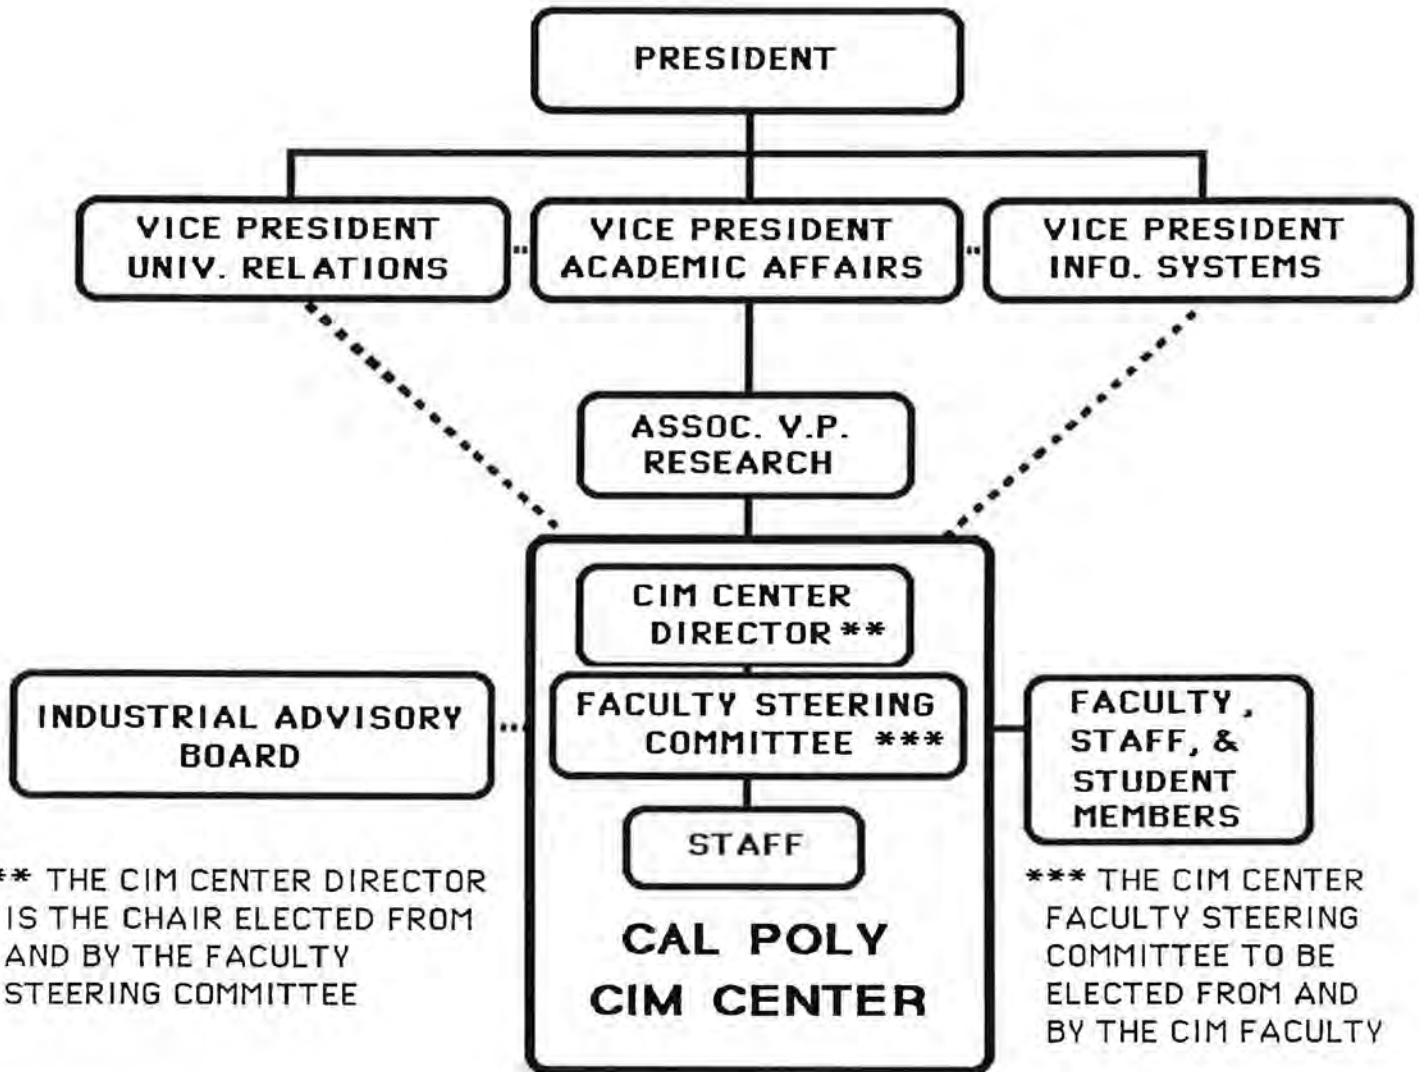 PRESIDENT
VICE PRESIDENT
UNIV. RELATIONS
VICE PRESIDENT
ACADEMIC AFFAIRS
VICE PRESIDENT
INFO. SYSTEMS
ASSOC. V.P.
RESEARCH
CIM CENTER
DIRECTOR **
INDUSTRIAL ADVISORY
BOARD
FACULTY STEERING
COMMITTEE ***
FACULTY,
STAFF, &
STUDENT
MEMBERS
STAFF
CAL POLY
CIM CENTER
** THE CIM CENTER DIRECTOR
IS THE CHAIR ELECTED FROM
AND BY THE FACULTY
STEERING COMMITTEE
*** THE CIM CENTER
FACULTY STEERING
COMMITTEE TO BE
ELECTED FROM AND
BY THE CIM FACULTY